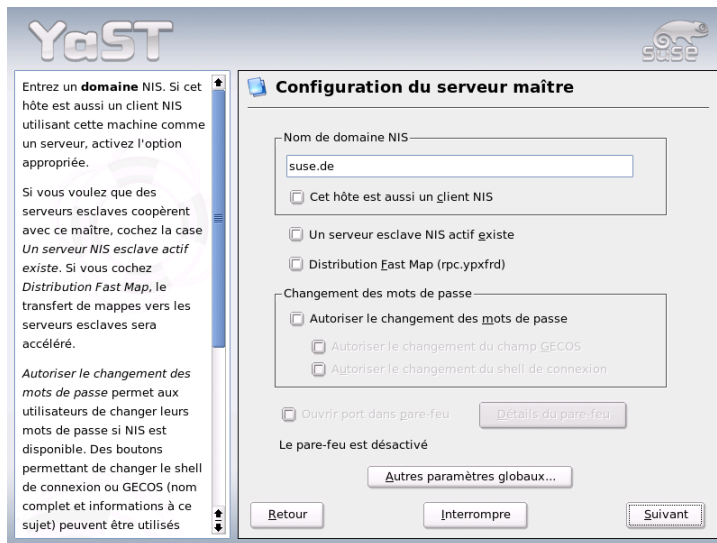 YaST
SUSE
Entrez un domaine NIS. Si cet
hôte est aussi un client NIS
utilisant cette machine comme
un serveur, activez l'option
appropriée.
Si vous voulez que des
serveurs esclaves coopèrent
avec ce maître, cochez la case
Un serveur NIS esclave actif
existe. Si vous cochez
Distribution Fast Map, le
transfert de mappes vers les
serveurs esclaves sera
accéléré.
Autoriser le changement des
mots de passe permet aux
utilisateurs de changer leurs
mots de passe si NIS est
disponible. Des boutons
permettant de changer le shell
de connexion ou GECOS (nom
complet et informations à ce
sujet) peuvent être utilisés
Configuration du serveur maître
Nom de domaine NIS
suse.de
Cet hôte est aussi un client NIS
Un serveur esclave NIS actif existe
Distribution Fast Map (rpc.ypxfrd)
Changement des mots de passe
Autoriser le changement des mots de passe
Autoriser le changement du champ GECOS
Autoriser le changement du shell de connexion
Ouvrir port dans pare-feu
Détails du pare-feu
Le pare-feu est désactivé
Autres paramètres globaux...
Retour
Interrompre
Suivant